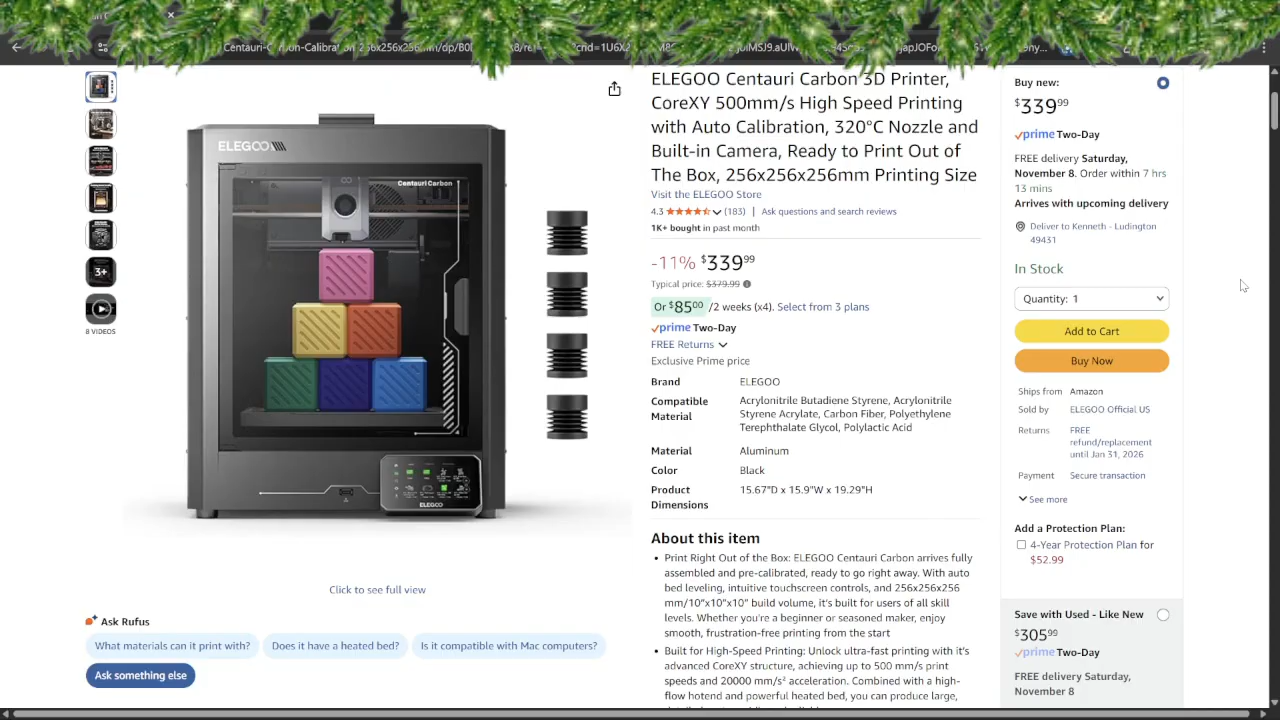 Centauri-Carbon-Calibra
ELEGOO
Centauri Carbon
ELEGOO
3+
8 VIDEOS
Click to see full view
Ask Rufus
What materials can it print with?
Does it have a heated bed?
Is it compatible with Mac computers?
Ask something else
ELEGOO Centauri Carbon 3D Printer,
CoreXY 500mm/s High Speed Printing
with Auto Calibration, 320°C Nozzle and
Built-in Camera, Ready to Print Out of
The Box, 256x256x256mm Printing Size
Visit the ELEGOO Store
4.3 (183) | Ask questions and search reviews
1K+ bought in past month
-11% $33999
Typical price: $379.99
Or $8500 /2 weeks (x4). Select from 3 plans
prime Two-Day
FREE Returns
Exclusive Prime price
Brand ELEGOO
Compatible Material Acrylonitrile Butadiene Styrene, Acrylonitrile
Styrene Acrylate, Carbon Fiber, Polyethylene
Terephthalate Glycol, Polylactic Acid
Material Aluminum
Color Black
Product Dimensions 15.67"D x 15.9"W x 19.29"H
About this item
Print Right Out of the Box: ELEGOO Centauri Carbon arrives fully
assembled and pre-calibrated, ready to go right away. With auto
bed leveling, intuitive touchscreen controls, and 256x256x256
mm/10"x10"x10" build volume, it's built for users of all skill
levels. Whether you're a beginner or seasoned maker, enjoy
smooth, frustration-free printing from the start
Built for High-Speed Printing: Unlock ultra-fast printing with it's
advanced CoreXY structure, achieving up to 500 mm/s print
speeds and 20000 mm/s² acceleration. Combined with a high-
flow hotend and powerful heated bed, you can produce large,
Buy new:
$33999
prime Two-Day
FREE delivery Saturday,
November 8. Order within 7 hrs
13 mins
Arrives with upcoming delivery
Deliver to Kenneth - Ludington
49431
In Stock
Quantity: 1
Add to Cart
Buy Now
Ships from Amazon
Sold by ELEGOO Official US
Returns FREE
refund/replacement
until Jan 31, 2026
Payment Secure transaction
See more
Add a Protection Plan:
4-Year Protection Plan for
$52.99
Save with Used - Like New
$30599
prime Two-Day
FREE delivery Saturday,
November 8